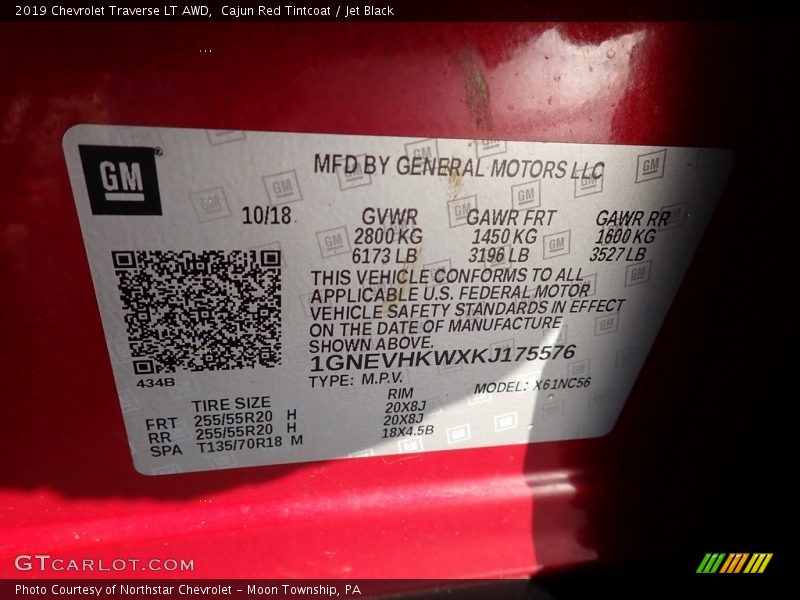 2019 Chevrolet Traverse LT AWD,  Cajun Red Tintcoat / Jet Black
GM
MFD BY GENERAL MOTORS LLC
10/18
GVWR GAWR FRT GAWR RR
2800 KG 1450 KG 1600 KG
6173 LB 3196 LB 3527 LB
THIS VEHICLE CONFORMS TO ALL
APPLICABLE U.S. FEDERAL MOTOR
VEHICLE SAFETY STANDARDS IN EFFECT
ON THE DATE OF MANUFACTURE
SHOWN ABOVE.
1GNEVHKWXKJ175576
434B
TYPE: M.P.V. MODEL: X61NC56
TIRE SIZE RIM
FRT 255/55R20 H 20X8J
RR 255/55R20 H 20X8J
SPA T135/70R18 M 18X4.5B
GTCARLOT.COM
Photo Courtesy of Northstar Chevrolet - Moon Township, PA